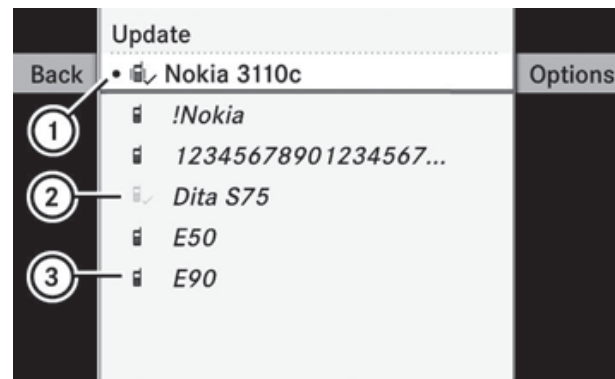 Update
Back
• Nokia 3110c
Options
!Nokia
12345678901234567...
Dita S75
E50
E90
1
2
3